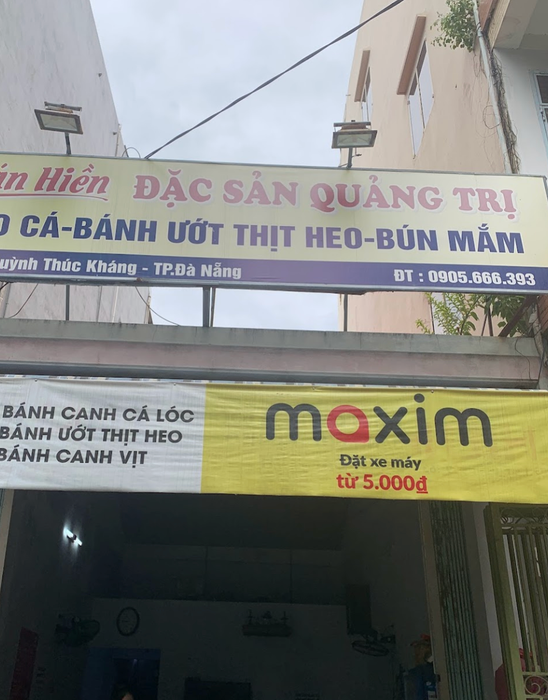 Hiền ĐẶC SẢN QUẢNG TRỊ
CÁ-BÁNH ƯỚT THỊT HEO-BÚN MẮM
Thúc Kháng - TP.Đà Nẵng ĐT : 0905.666.393
BÁNH CANH CÁ LÓC
BÁNH ƯỚT THỊT HEO
BÁNH CANH VỊT
maxim
Đặt xe máy
từ 5.000đ